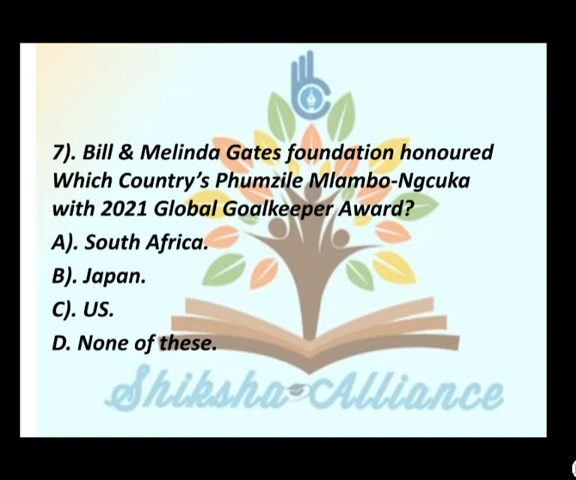 7). Bill & Melinda Gates foundation honoured
Which Country's Phumzile Mlambo-Ngcuka
with 2021 Global Goalkeeper Award?
A). South Africa.
B). Japan.
C). US.
D. None of these.
Shiksha Alliance